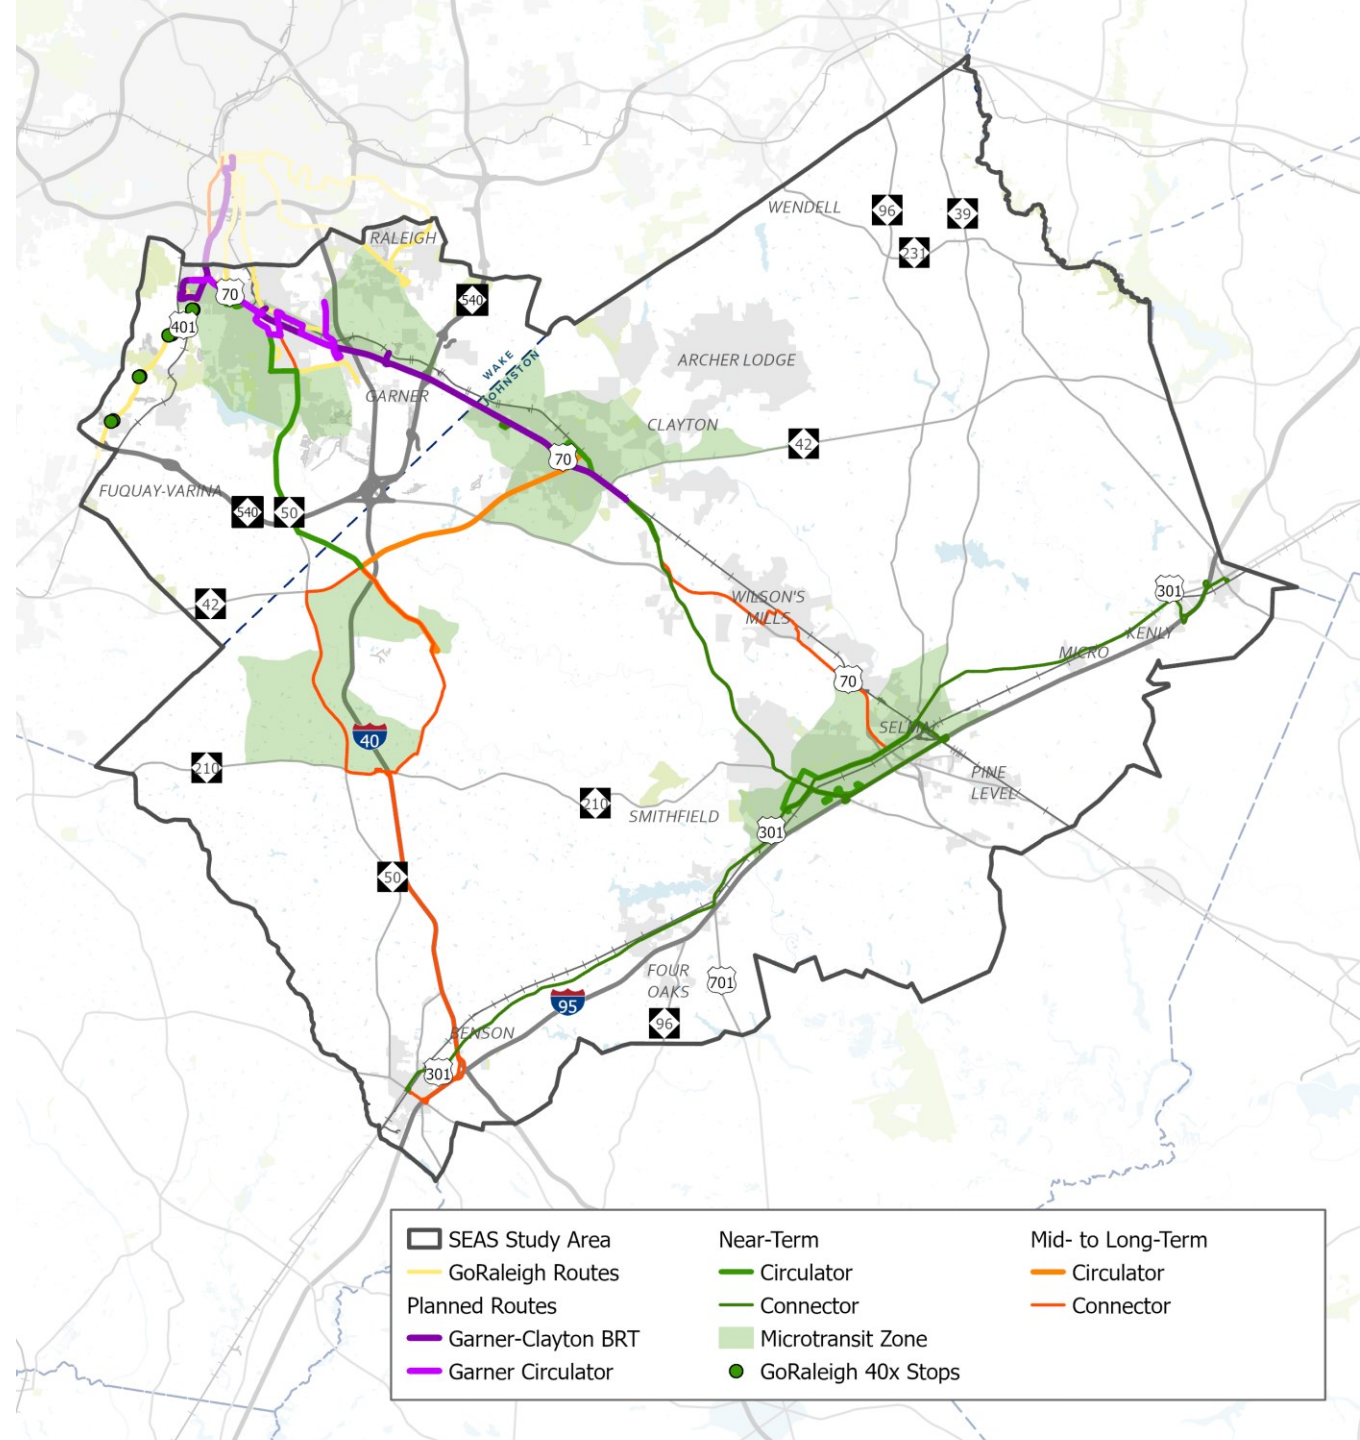 WENDELL
96
39
231
RALEIGH
70
540
401
WAKE
JOHNSTON
ARCHER LODGE
GARNER
CLAYTON
42
70
FUQUAY-VARINA
540
50
42
WILSON'S
MILLS
301
KENLY
MICRO
70
SELMA
40
210
PINE
LEVEL
210
SMITHFIELD
301
50
FOUR
OAKS
701
95
96
BENSON
301
SEAS Study Area
GoRaleigh Routes
Planned Routes
Garner-Clayton BRT
Garner Circulator
Near-Term
Circulator
Connector
Microtransit Zone
GoRaleigh 40x Stops
Mid- to Long-Term
Circulator
Connector